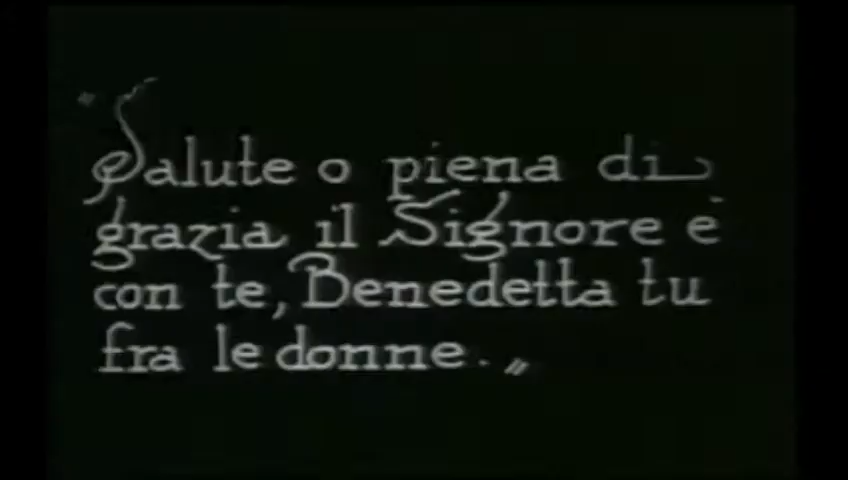 "Salute o piena di
grazia il Signore è
con te, Benedetta tu
fra le donne. „